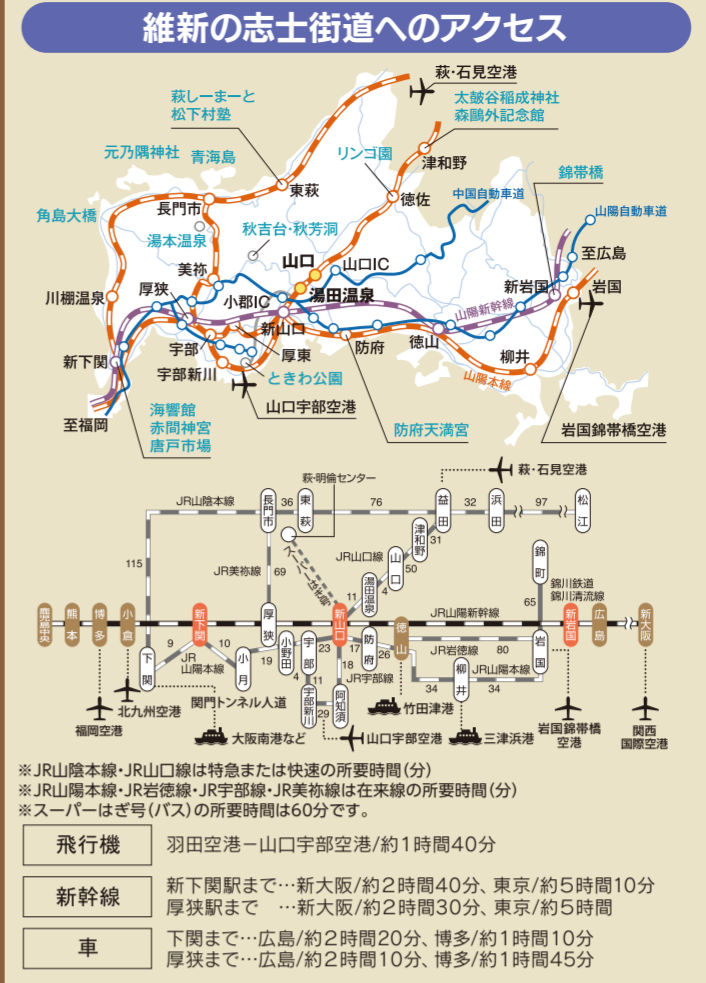 維新の志士街道へのアクセス
萩・石見空港
萩しーまーと
松下村塾
太皷谷稲成神社
森鷗外記念館
元乃隅神社
青海島
リンゴ園
津和野
錦帯橋
東萩
徳佐
中国自動車道
長門市
角島大橋
山陽自動車道
湯本温泉
秋吉台・秋芳洞
山口
山口IC
至広島
美祢
厚狭
小郡IC
湯田温泉
新岩国
岩国
川棚温泉
山陽新幹線
新山口
宇部
厚東
防府
徳山
新下関
宇部新川
ときわ公園
柳井
山陽本線
山口宇部空港
至福岡
海響館
赤間神宮
唐戸市場
防府天満宮
岩国錦帯橋空港
萩・石見空港
萩・明倫センター
JR山陰本線
長門市
36
東萩
76
益田
32
浜田
97
松江
津和野
31
スーパーはぎ号
JR山口線
50
山口
錦町
115
JR美祢線
69
湯田温泉
4
11
65
錦川鉄道
錦川清流線
鹿児島中央
熊本
博多
小倉
新下関
厚狭
新山口
JR山陽新幹線
新岩国
広島
新大阪
9
10
小野田
宇部
23
17
防府
徳山
JR岩徳線
80
岩国
下関
JR
山陽本線
小月
19
4
11
18
26
JR宇部線
柳井
JR山陽本線
34
34
宇部新川
29
阿知須
関門トンネル人道
北九州空港
福岡空港
大阪南港など
山口宇部空港
竹田津港
三津浜港
岩国錦帯橋
空港
関西
国際空港
※JR山陰本線・JR山口線は特急または快速の所要時間(分)
※JR山陽本線・JR岩徳線・JR宇部線・JR美祢線は在来線の所要時間(分)
※スーパーはぎ号(バス)の所要時間は60分です。
飛行機
羽田空港−山口宇部空港/約1時間40分
新幹線
新下関駅まで…新大阪/約2時間40分、東京/約5時間10分
厚狭駅まで …新大阪/約2時間30分、東京/約5時間
車
下関まで…広島/約2時間20分、博多/約1時間10分
厚狭まで…広島/約2時間10分、博多/約1時間45分